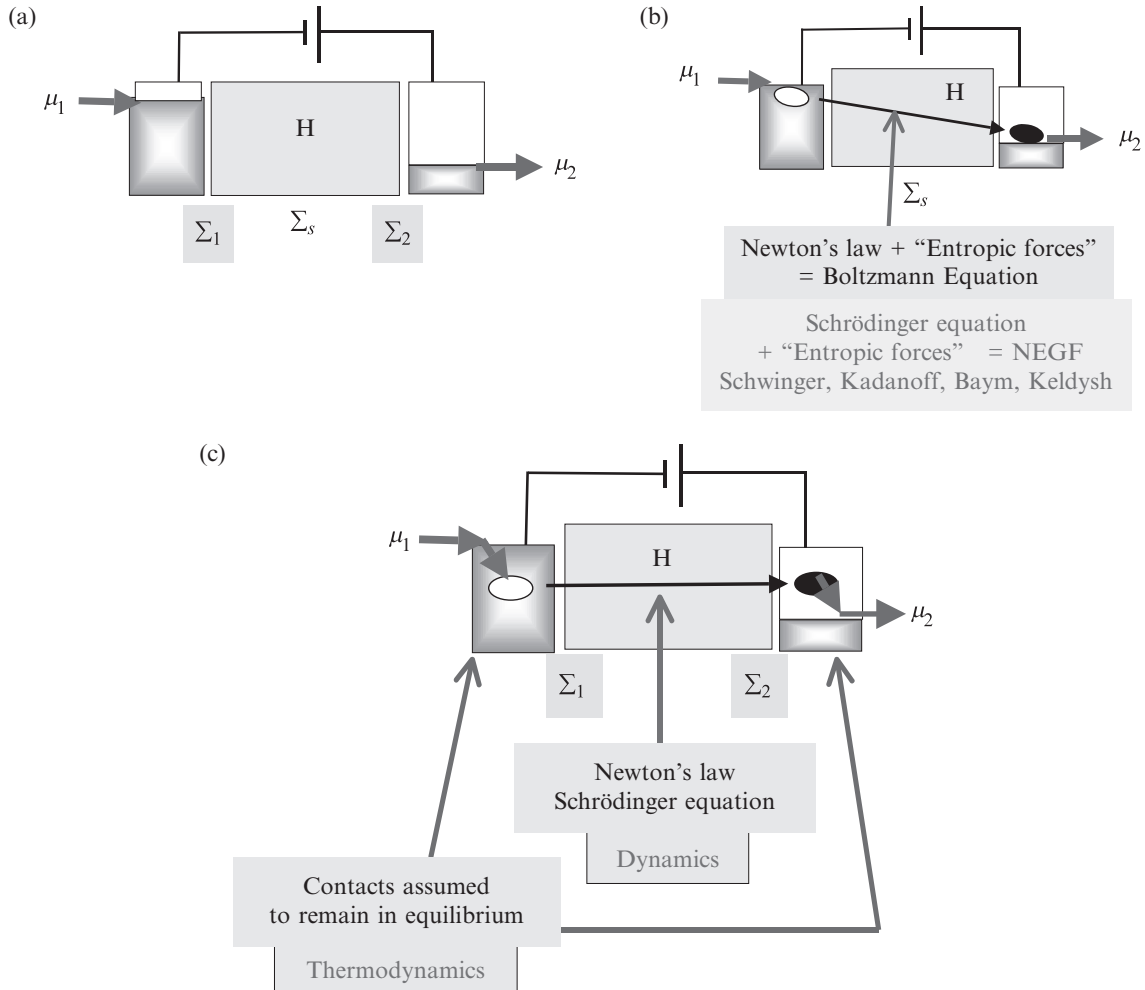 (a)
μ1
H
μ2
Σ1
Σs
Σ2
(b)
μ1
H
μ2
Σs
Newton's law + “Entropic forces”
= Boltzmann Equation
Schrödinger equation
+ “Entropic forces” = NEGF
Schwinger, Kadanoff, Baym, Keldysh
(c)
μ1
H
μ2
Σ1
Σ2
Newton's law
Schrödinger equation
Dynamics
Contacts assumed
to remain in equilibrium
Thermodynamics